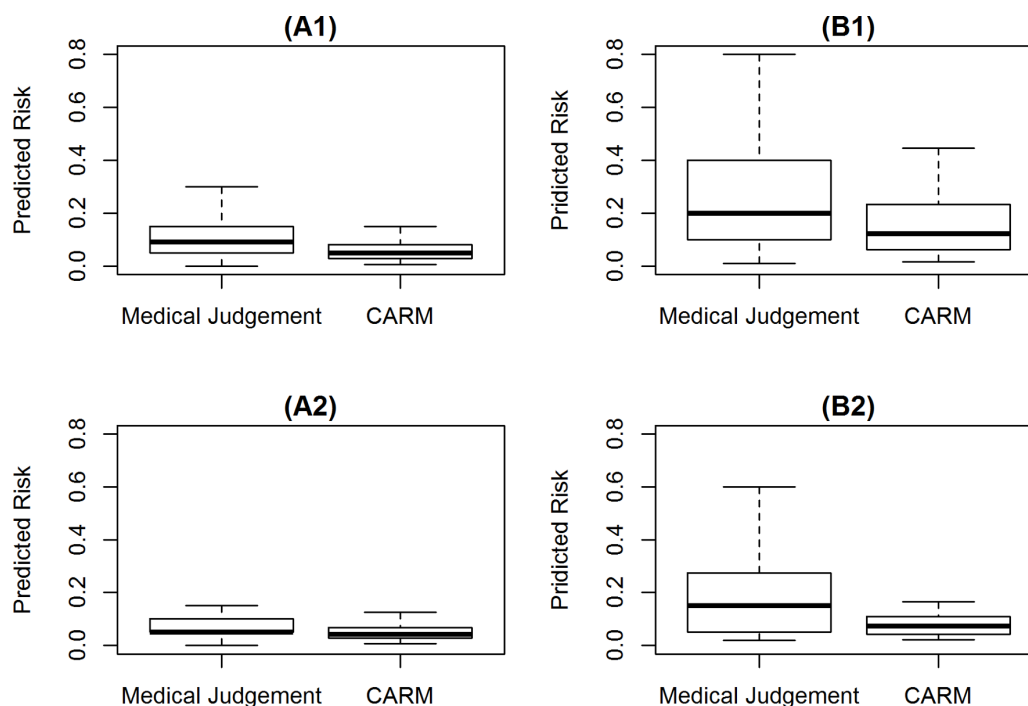 (A1)
Predicted Risk
0.0 0.2 0.4 0.6 0.8
Medical Judgement CARM
(B1)
Pridicted Risk
0.0 0.2 0.4 0.6 0.8
Medical Judgement CARM
(A2)
Predicted Risk
0.0 0.2 0.4 0.6 0.8
Medical Judgement CARM
(B2)
Pridicted Risk
0.0 0.2 0.4 0.6 0.8
Medical Judgement CARM